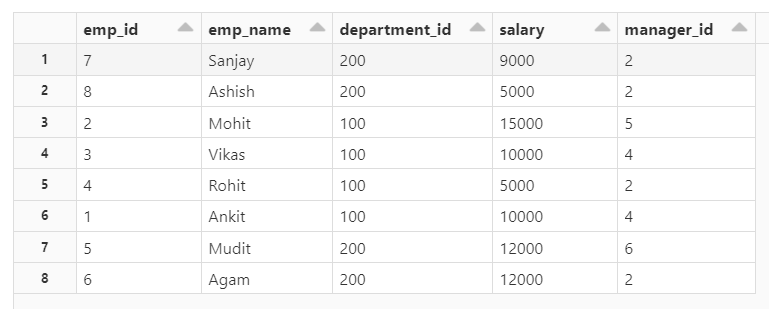 emp_id emp_name department_id salary manager_id
1 7 Sanjay 200 9000 2
2 8 Ashish 200 5000 2
3 2 Mohit 100 15000 5
4 3 Vikas 100 10000 4
5 4 Rohit 100 5000 2
6 1 Ankit 100 10000 4
7 5 Mudit 200 12000 6
8 6 Agam 200 12000 2